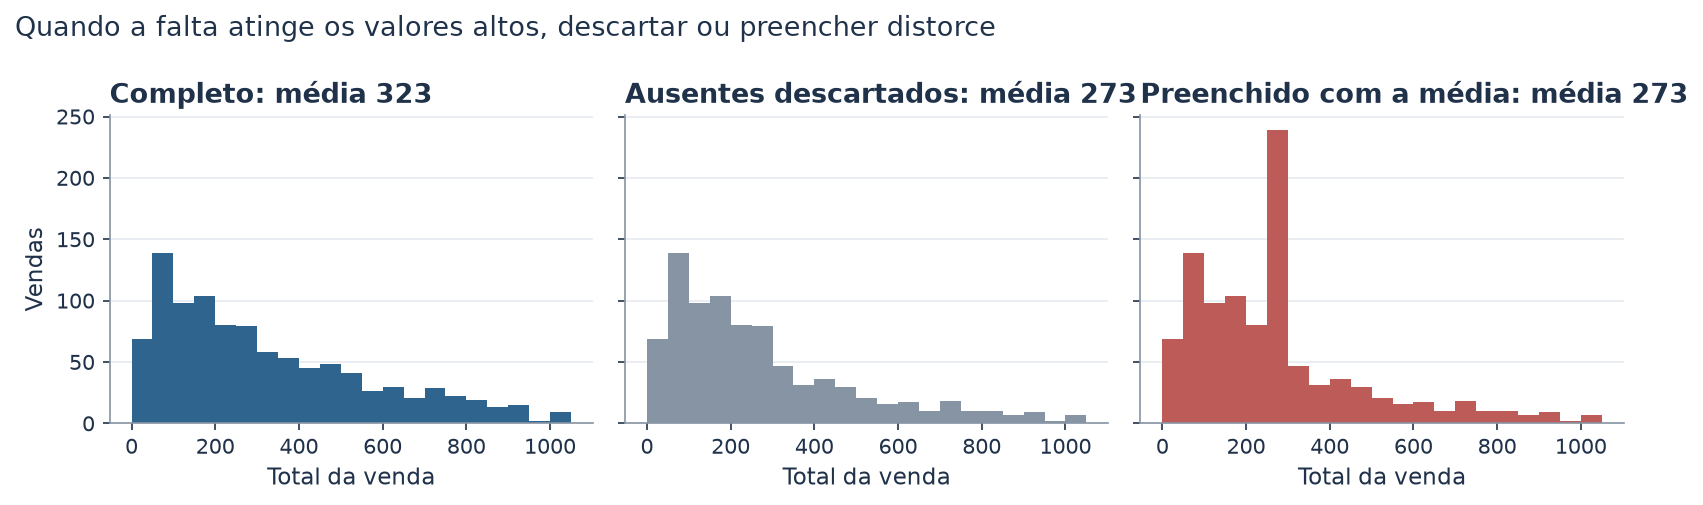 Quando a falta atinge os valores altos, descartar ou preencher distorce
Completo: média 323
Vendas
250
200
150
100
50
0
0 200 400 600 800 1000
Total da venda
Ausentes descartados: média 273
0 200 400 600 800 1000
Total da venda
Preenchido com a média: média 273
0 200 400 600 800 1000
Total da venda